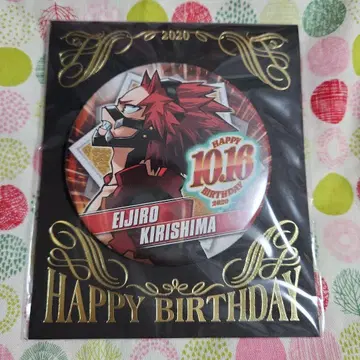 2020
HAPPY
10.16
BIRTHDAY
2020
EIJIRO
KIRISHIMA
HAPPY BIRTHDAY